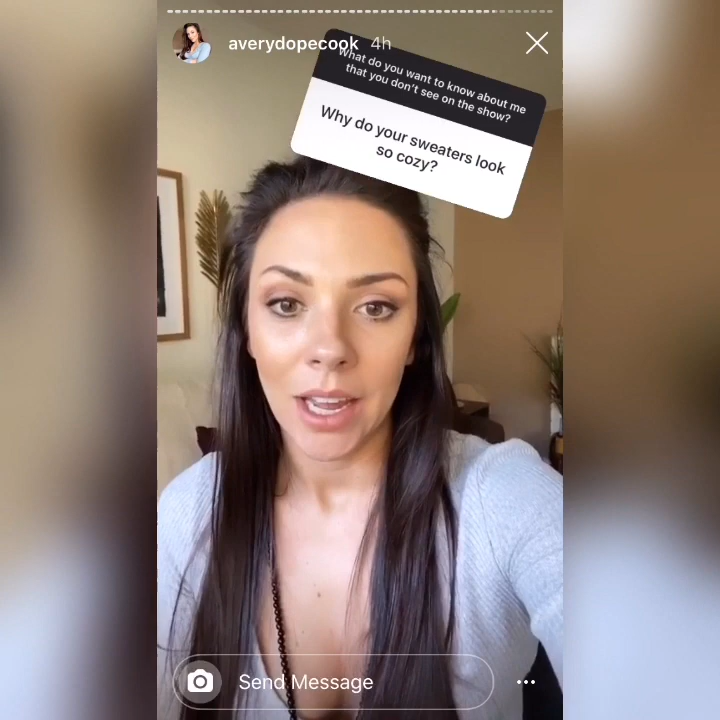 averydopecook 4h
What do you want to know about me
that you don't see on the show?
Why do your sweaters look
so cozy?
Send Message